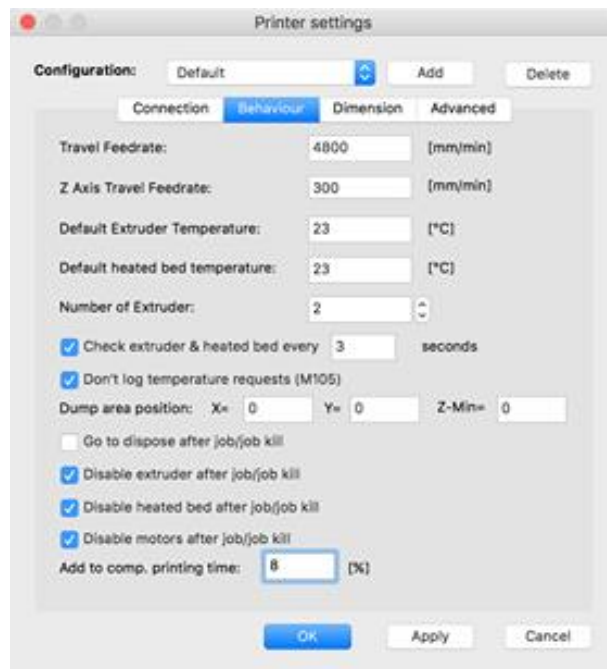 Printer settings
Configuration: Default Add Delete
Connection Behaviour Dimension Advanced
Travel Feedrate: 4800 [mm/min]
Z Axis Travel Feedrate: 300 [mm/min]
Default Extruder Temperature: 23 [°C]
Default heated bed temperature: 23 [°C]
Number of Extruder: 2
Check extruder & heated bed every 3 seconds
Don't log temperature requests (M105)
Dump area position: X= 0 Y= 0 Z-Min= 0
Go to dispose after job/job kill
Disable extruder after job/job kill
Disable heated bed after job/job kill
Disable motors after job/job kill
Add to comp. printing time: 8 [%]
OK Apply Cancel